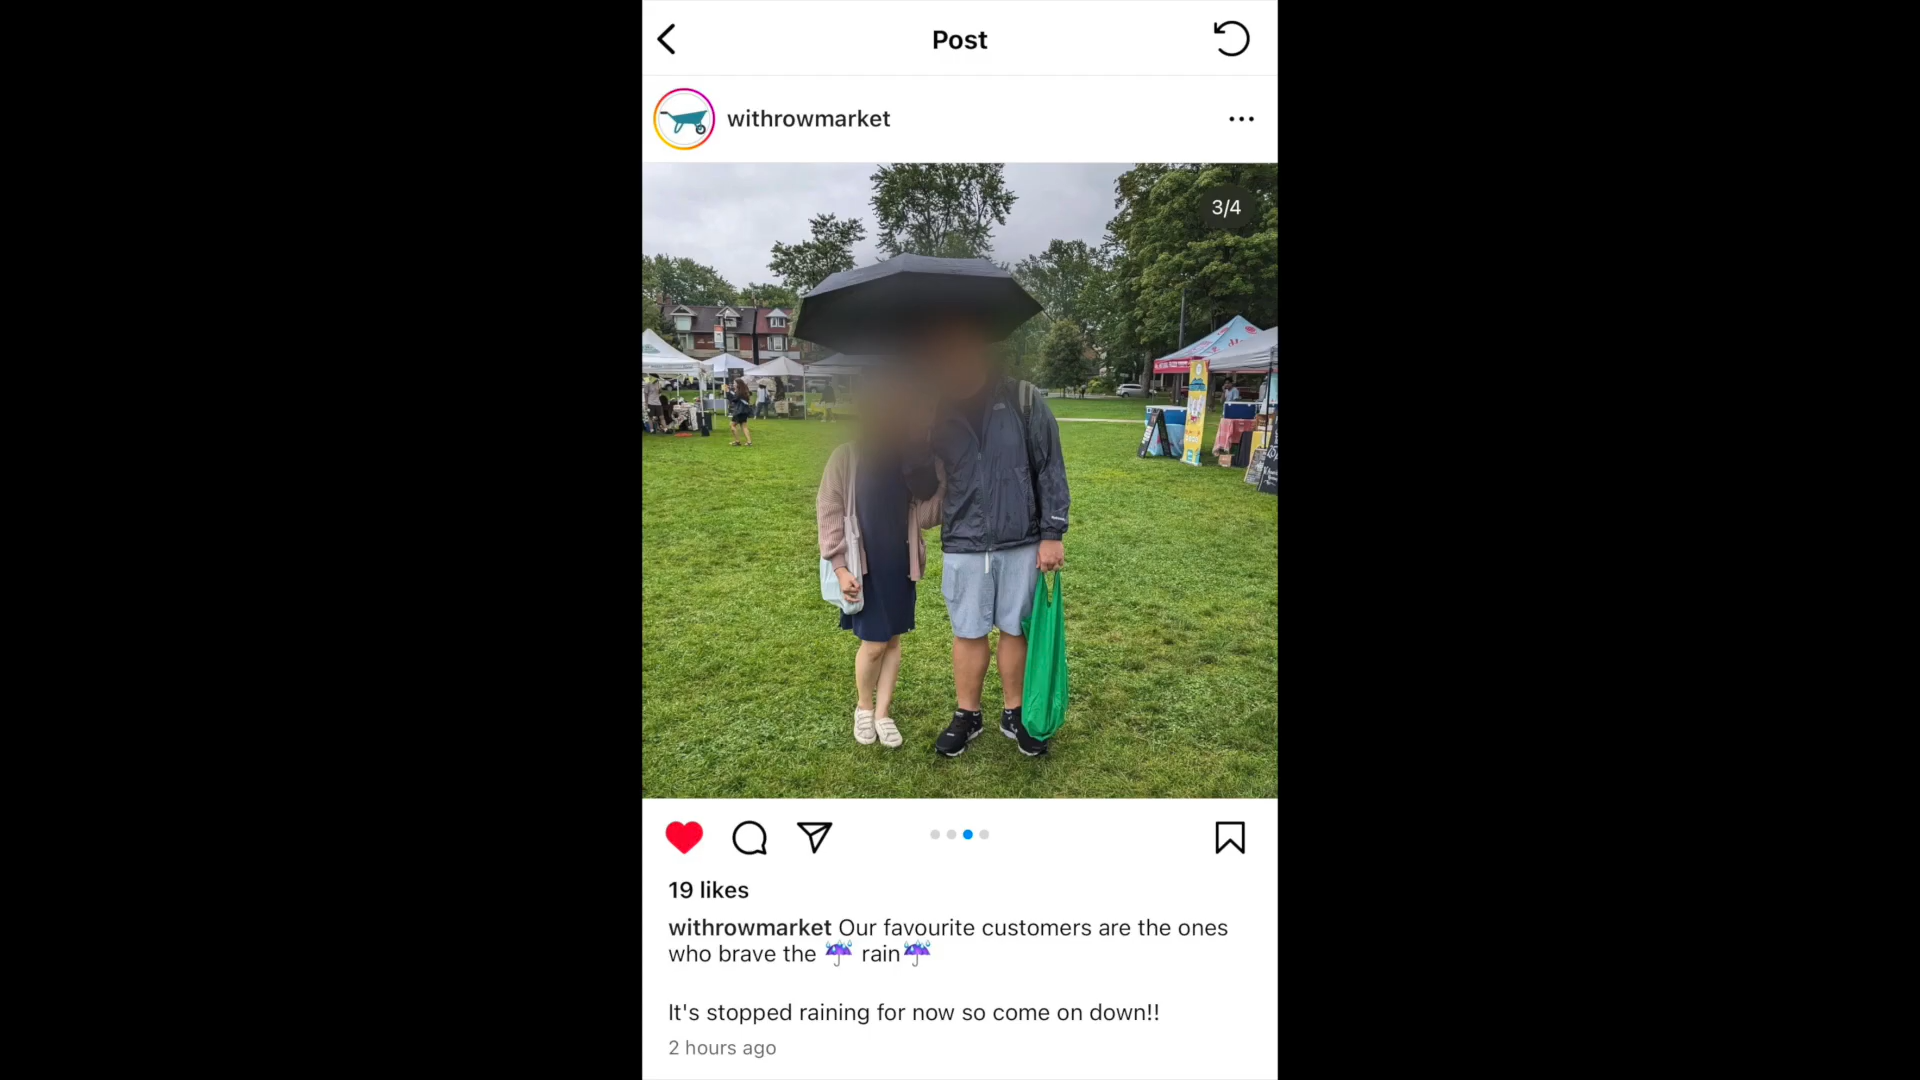 Post
withrowmarket
3/4
19 likes
withrowmarket Our favourite customers are the ones
who brave the ☔ rain☔
It's stopped raining for now so come on down!!
2 hours ago